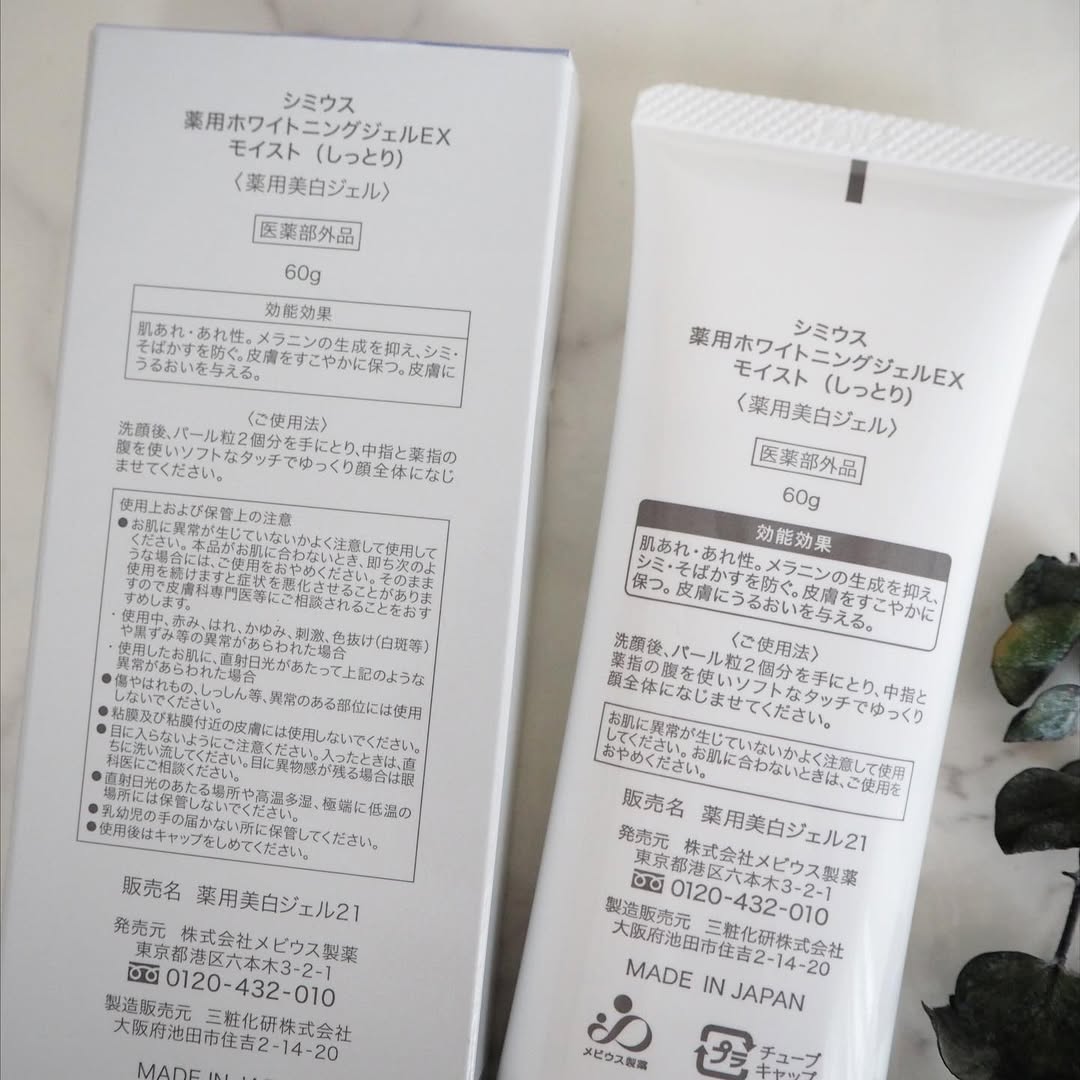 シミウス
薬用ホワイトニングジェルEX
モイスト（しっとり）
〈薬用美白ジェル〉
医薬部外品
60g
効能効果
肌あれ・あれ性。メラニンの生成を抑え、シミ・
そばかすを防ぐ。皮膚をすこやかに保つ。皮膚に
うるおいを与える。
〈ご使用法〉
洗顔後、パール粒2個分を手にとり、中指と薬指の
腹を使いソフトなタッチでゆっくり顔全体になじ
ませてください。
使用上および保管上の注意
●お肌に異常が生じていないかよく注意して使用して
ください。本品がお肌に合わないとき、即ち次のよ
うな場合には、ご使用をおやめください。そのまま
使用を続けますと症状を悪化させることがありま
すので皮膚科専門医等にご相談されることをおす
すめします。
・使用中、赤み、はれ、かゆみ、刺激、色抜け(白斑等)
や黒ずみ等の異常があらわれた場合
・使用したお肌に、直射日光があたって上記のような
異常があらわれた場合
●傷やはれもの、しっしん等、異常のある部位には使用
しないでください。
●粘膜及び粘膜付近の皮膚には使用しないでください。
●目に入らないようにご注意ください。入ったときは、直
ちに洗い流してください。目に異物感が残る場合は眼
科医にご相談ください。
●直射日光のあたる場所や高温多湿、極端に低温の
場所には保管しないでください。
●乳幼児の手の届かない所に保管してください。
●使用後はキャップをしめてください。
販売名 薬用美白ジェル21
発売元 株式会社メビウス製薬
東京都港区六本木3-2-1
0120-432-010
製造販売元 三粧化研株式会社
大阪府池田市住吉2-14-20
MADE IN JA
シミウス
薬用ホワイトニングジェルEX
モイスト（しっとり）
〈薬用美白ジェル〉
医薬部外品
60g
効能効果
肌あれ・あれ性。メラニンの生成を抑え、
シミ・そばかすを防ぐ。皮膚をすこやかに
保つ。皮膚にうるおいを与える。
〈ご使用法〉
洗顔後、パール粒2個分を手にとり、中指と
薬指の腹を使いソフトなタッチでゆっくり
顔全体になじませてください。
お肌に異常が生じていないかよく注意して使用
してください。お肌に合わないときは、ご使用を
おやめください。
販売名 薬用美白ジェル21
発売元 株式会社メビウス製薬
東京都港区六本木3-2-1
0120-432-010
製造販売元 三粧化研株式会社
大阪府池田市住吉2-14-20
MADE IN JAPAN
メビウス製薬
プラ
チューブ
キャップ